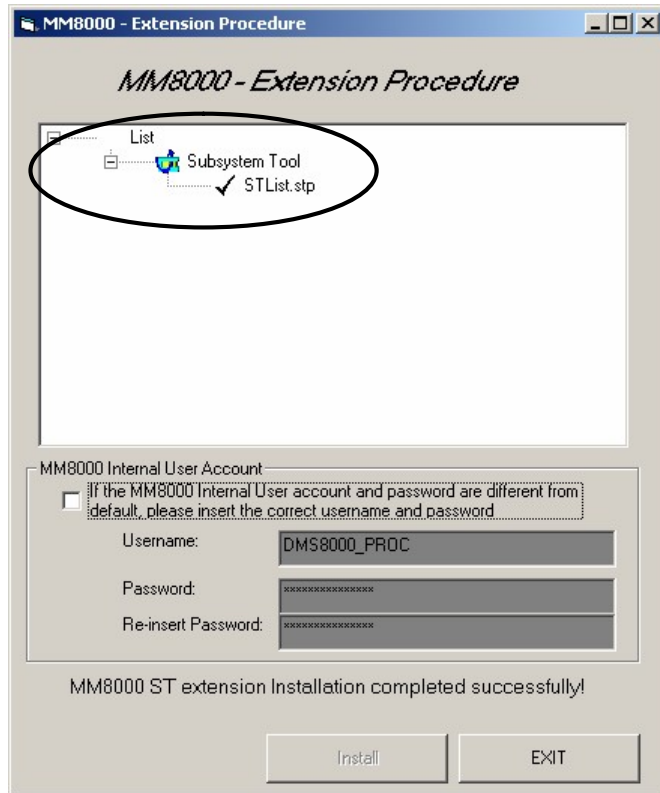 MM8000 - Extension Procedure
MM8000 - Extension Procedure
List
Subsystem Tool
STList.stp
MM8000 Internal User Account
If the MM8000 Internal User account and password are different from
default, please insert the correct username and password
Username:
DMS8000_PROC
Password:
xxxxxxxxxxxxxxx
Re-insert Password:
xxxxxxxxxxxxxxx
MM8000 ST extension Installation completed successfully!
Install
EXIT